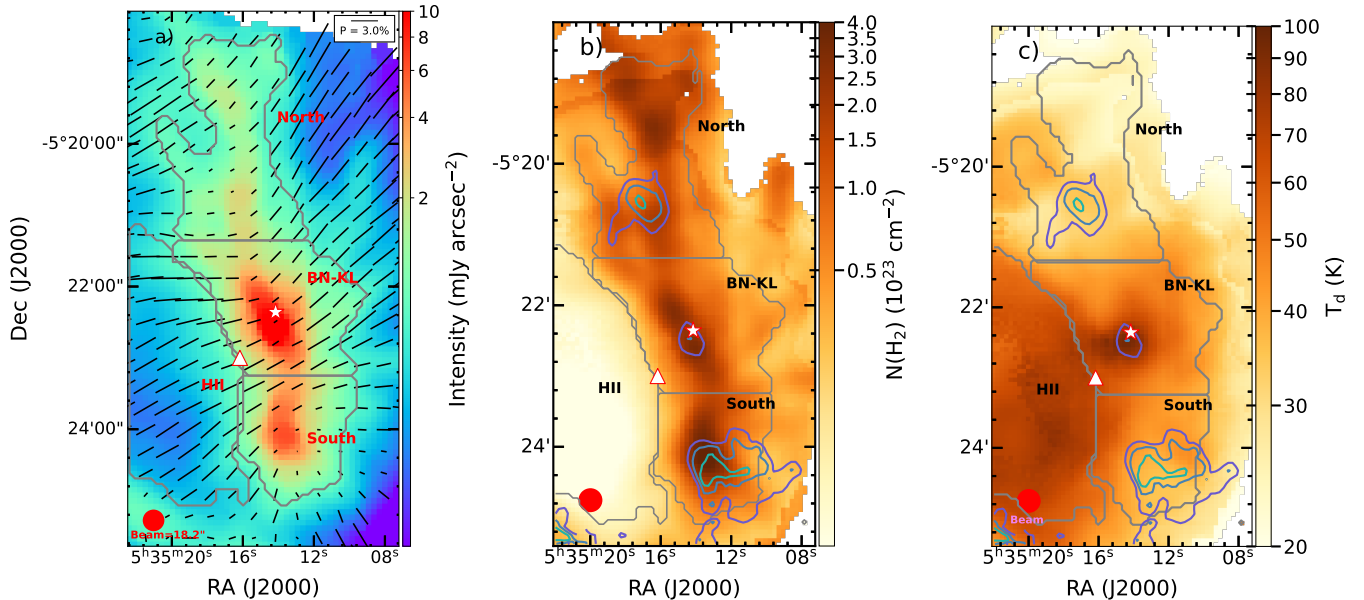 a)
P = 3.0%
North
BN-KL
HII
South
Beam=18.2"
-5°20'00"
22'00"
24'00"
Dec (J2000)
5ʰ35ᵐ20ˢ 16ˢ 12ˢ 08ˢ
RA (J2000)
10
8
6
4
2
Intensity (mJy arcsec⁻²)
b)
North
BN-KL
HII
South
-5°20'
22'
24'
5ʰ35ᵐ20ˢ 16ˢ 12ˢ 08ˢ
RA (J2000)
4.0
3.5
3.0
2.5
2.0
1.5
1.0
0.5
N(H₂) (10²³ cm⁻²)
c)
North
BN-KL
HII
South
Beam
-5°20'
22'
24'
5ʰ35ᵐ20ˢ 16ˢ 12ˢ 08ˢ
RA (J2000)
100
90
80
70
60
50
40
30
20
T_d (K)